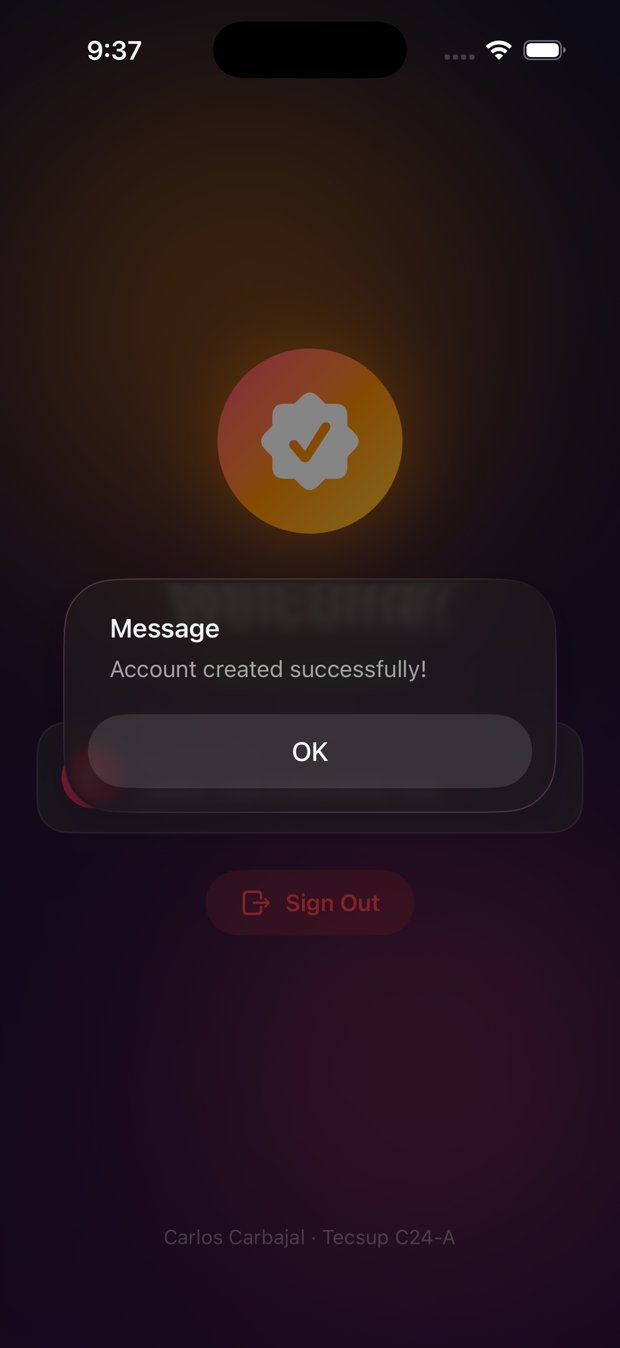 9:37
Message
Account created successfully!
OK
Sign Out
Carlos Carbajal · Tecsup C24-A